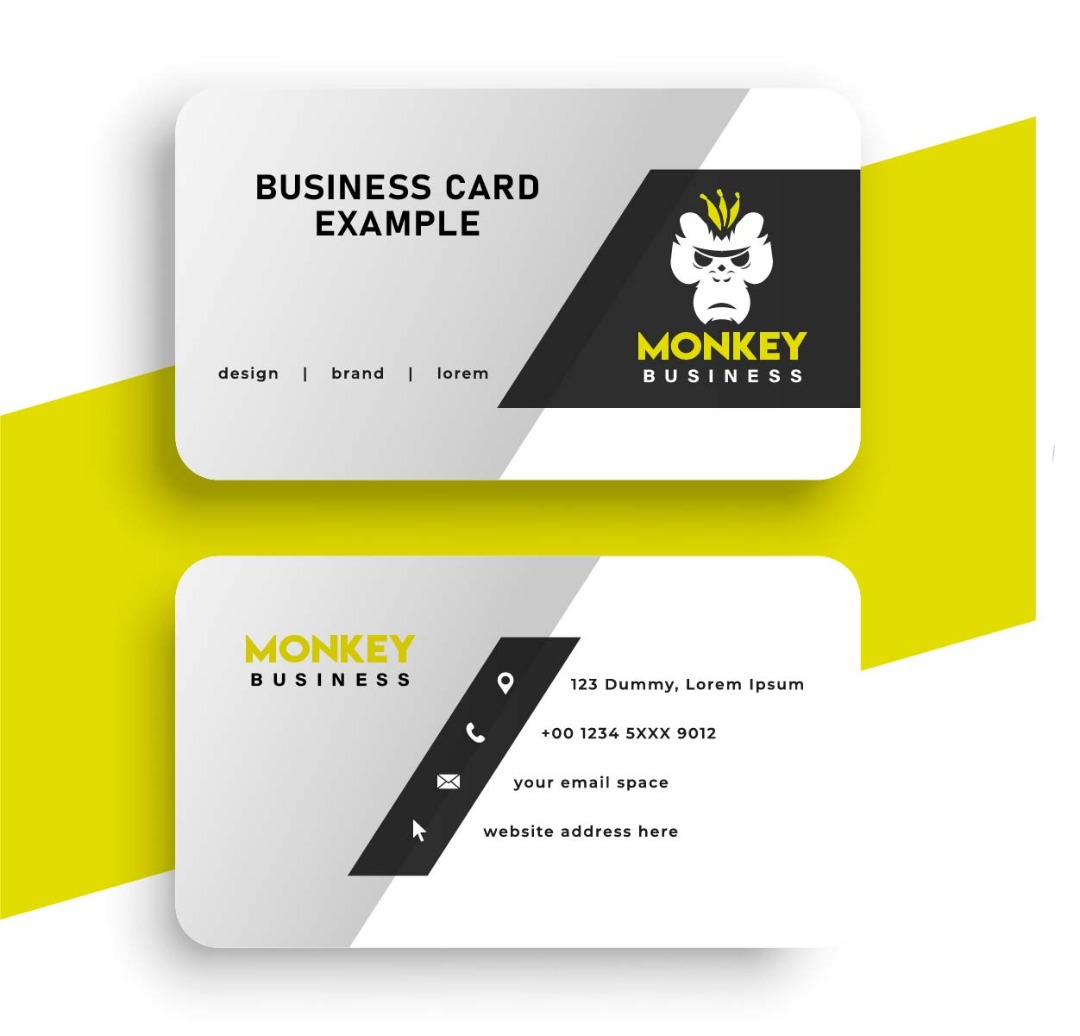 BUSINESS CARD
EXAMPLE
design | brand | lorem
MONKEY
BUSINESS
MONKEY
BUSINESS
123 Dummy, Lorem Ipsum
+00 1234 5XXX 9012
your email space
website address here